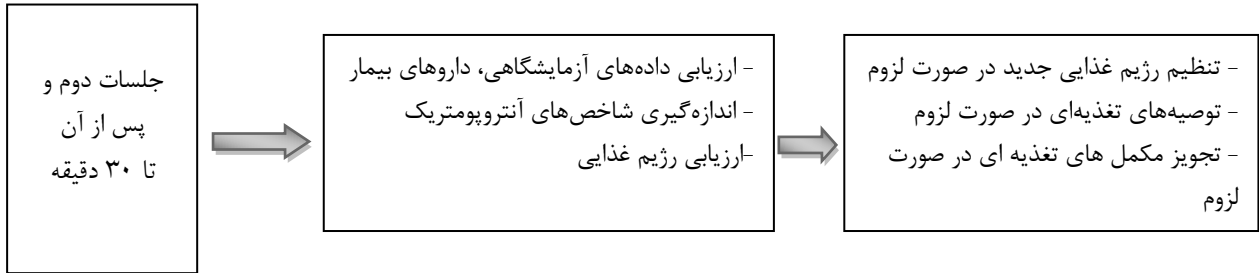 جلسات دوم و
پس از آن
تا ۳۰ دقیقه
- ارزیابی داده‌های آزمایشگاهی، داروهای بیمار
- اندازه‌گیری شاخص‌های آنتروپومتریک
-ارزیابی رژیم غذایی
- تنظیم رژیم غذایی جدید در صورت لزوم
- توصیه‌های تغذیه‌ای در صورت لزوم
- تجویز مکمل های تغذیه ای در صورت
لزوم